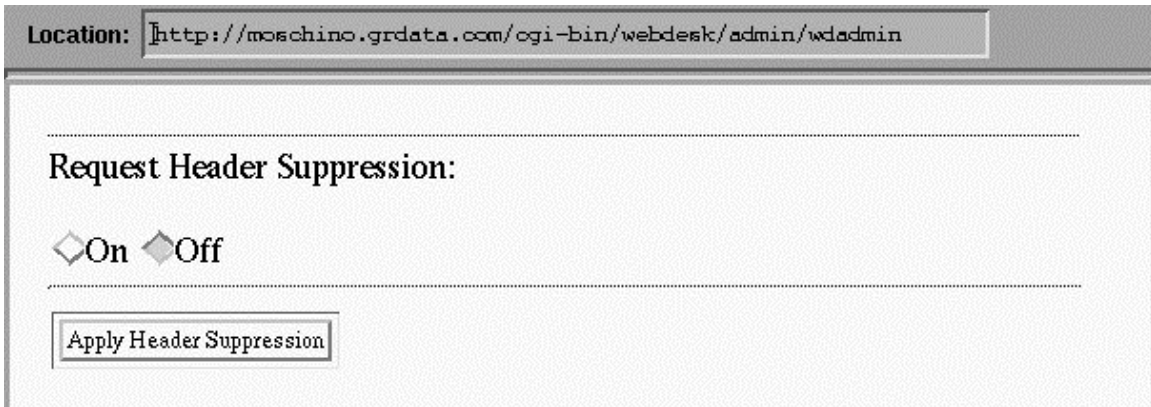 Location: http://moschino.grdata.com/cgi-bin/webdesk/admin/wdadmin
Request Header Suppression:
On Off
Apply Header Suppression